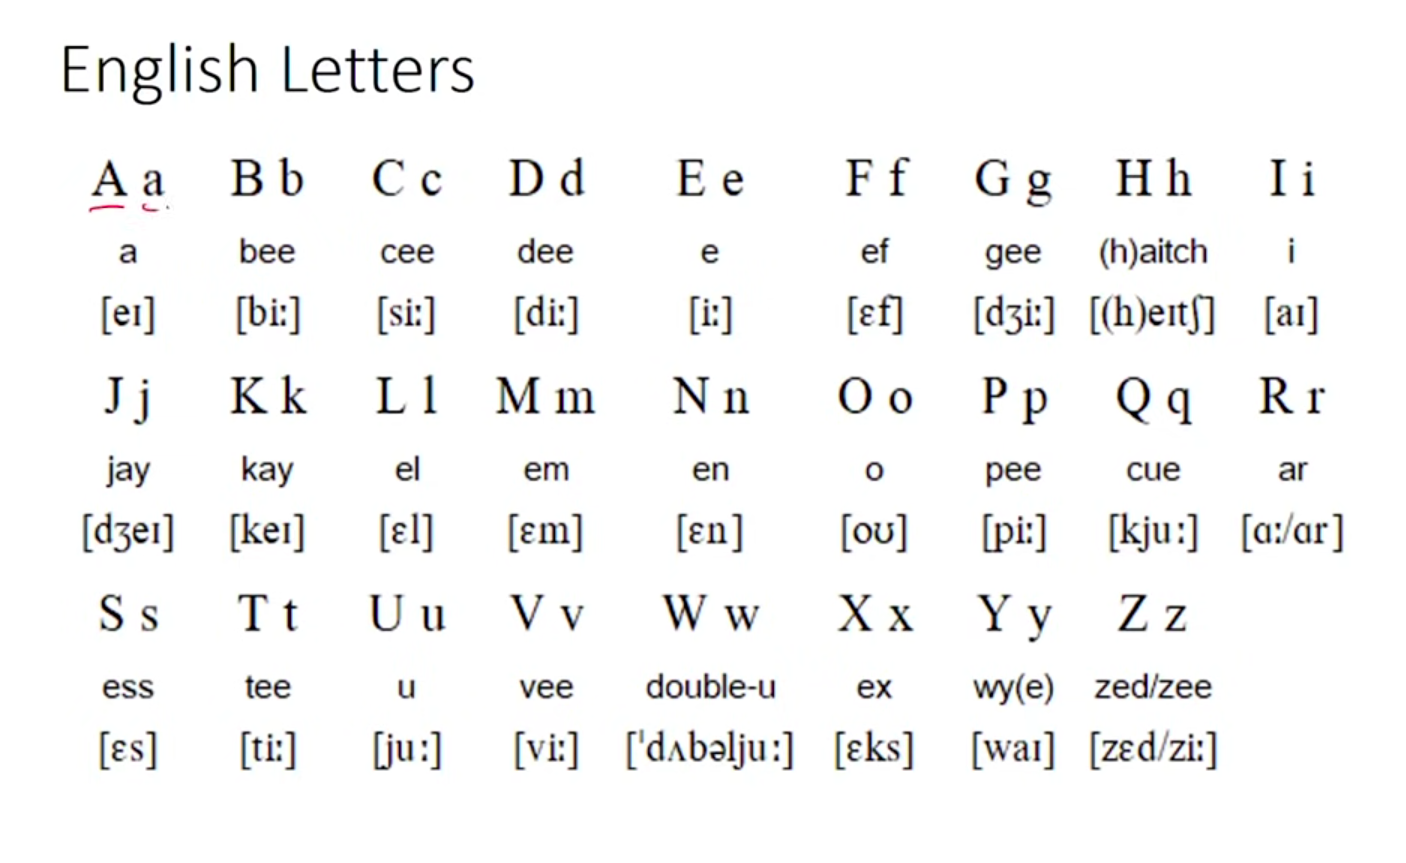 English Letters
A a B b C c D d E e F f G g H h I i
a bee cee dee e ef gee (h)aitch i
[eɪ] [biː] [siː] [diː] [iː] [ɛf] [dʒiː] [(h)eɪtʃ] [aɪ]
J j K k L l M m N n O o P p Q q R r
jay kay el em en o pee cue ar
[dʒeɪ] [keɪ] [ɛl] [ɛm] [ɛn] [oʊ] [piː] [kjuː] [ɑː/ɑr]
S s T t U u V v W w X x Y y Z z
ess tee u vee double-u ex wy(e) zed/zee
[ɛs] [tiː] [juː] [viː] [ˈdʌbəljuː] [ɛks] [waɪ] [zɛd/ziː]